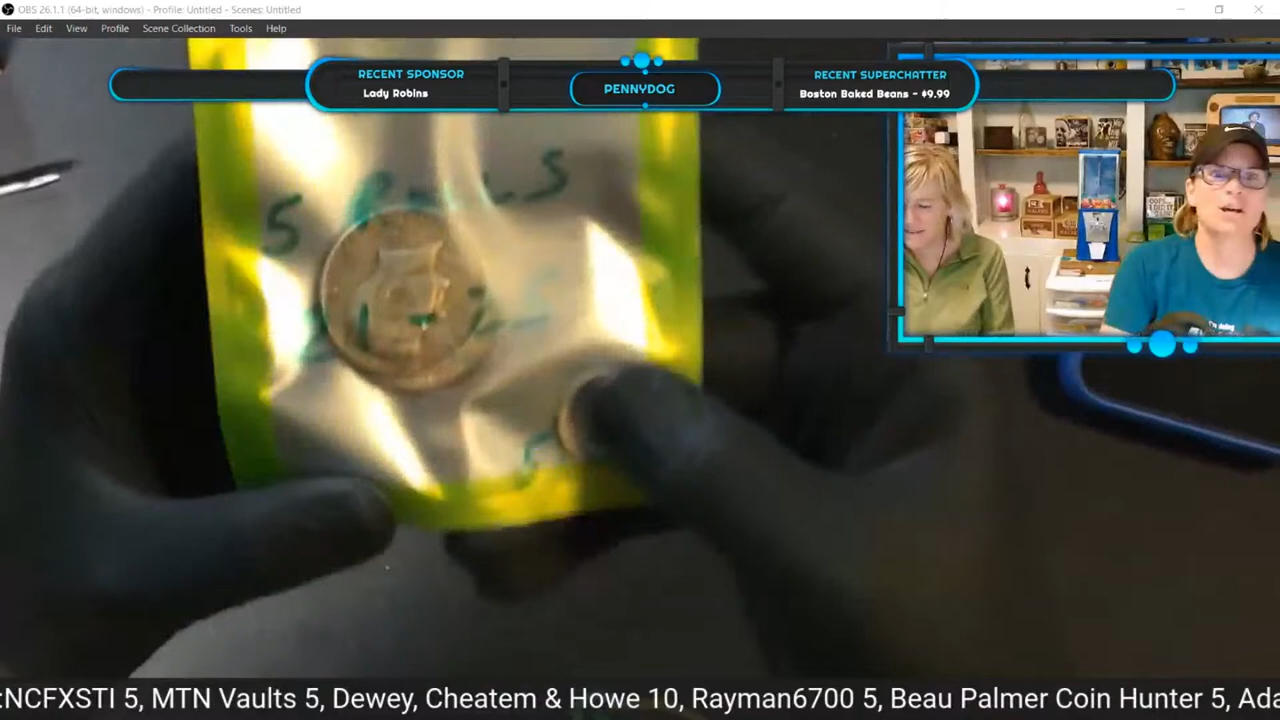 OBS 26.1.1 (64-bit, windows) - Profile: Untitled - Scenes: Untitled
File Edit View Profile Scene Collection Tools Help
RECENT SPONSOR
Lady Robins
PENNYDOG
RECENT SUPERCHATTER
Boston Baked Beans - $9.99
5
:NCFXSTI 5, MTN Vaults 5, Dewey, Cheatem & Howe 10, Rayman6700 5, Beau Palmer Coin Hunter 5, Ada